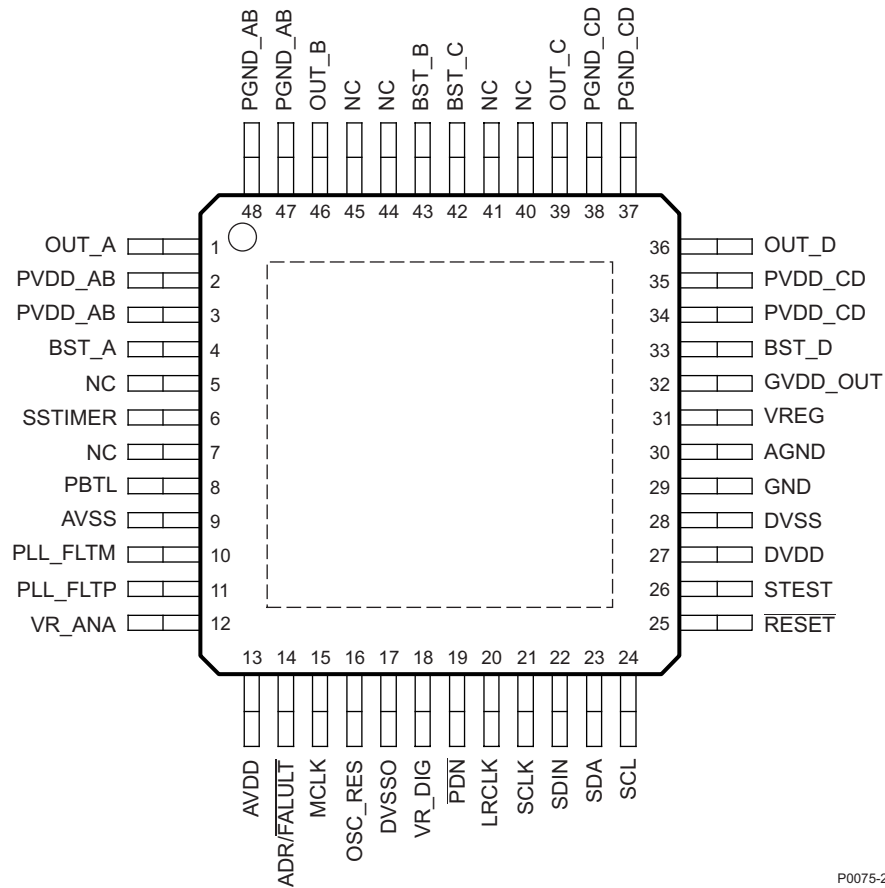 PGND_AB
PGND_AB
OUT_B
NC
NC
BST_B
BST_C
NC
NC
OUT_C
PGND_CD
PGND_CD
48 47 46 45 44 43 42 41 40 39 38 37
OUT_A 1
PVDD_AB 2
PVDD_AB 3
BST_A 4
NC 5
SSTIMER 6
NC 7
PBTL 8
AVSS 9
PLL_FLTM 10
PLL_FLTP 11
VR_ANA 12
36 OUT_D
35 PVDD_CD
34 PVDD_CD
33 BST_D
32 GVDD_OUT
31 VREG
30 AGND
29 GND
28 DVSS
27 DVDD
26 STEST
25 RESET
13 14 15 16 17 18 19 20 21 22 23 24
AVDD
ADR/FALULT
MCLK
OSC_RES
DVSSO
VR_DIG
PDN
LRCLK
SCLK
SDIN
SDA
SCL
P0075-2